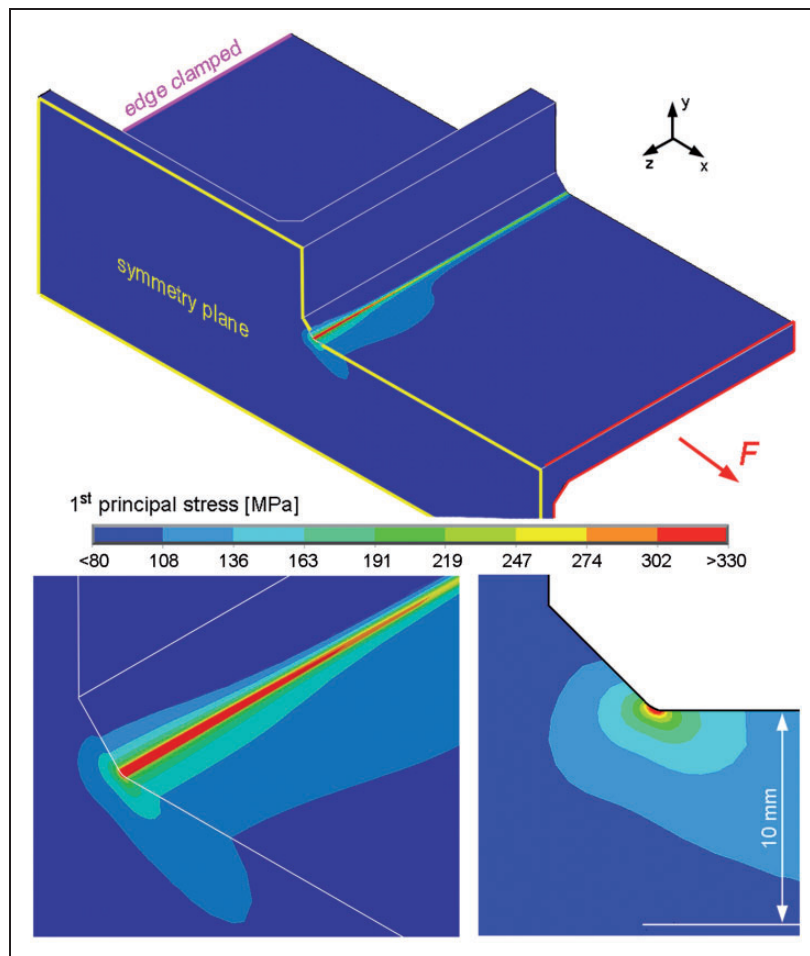 edge clamped
y
z
x
symmetry plane
F
1st principal stress [MPa]
<80 108 136 163 191 219 247 274 302 >330
10 mm